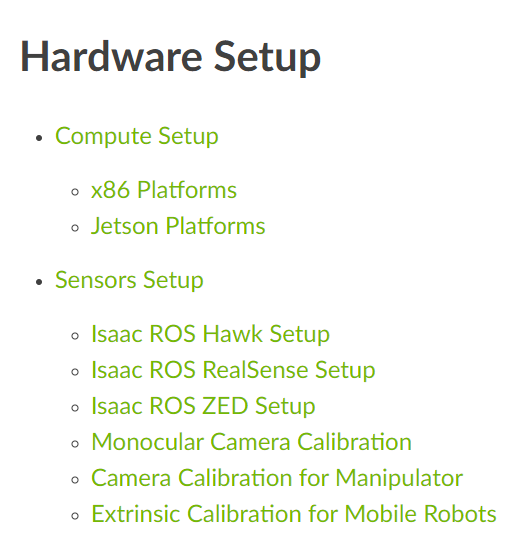 Hardware Setup
Compute Setup
x86 Platforms
Jetson Platforms
Sensors Setup
Isaac ROS Hawk Setup
Isaac ROS RealSense Setup
Isaac ROS ZED Setup
Monocular Camera Calibration
Camera Calibration for Manipulator
Extrinsic Calibration for Mobile Robots